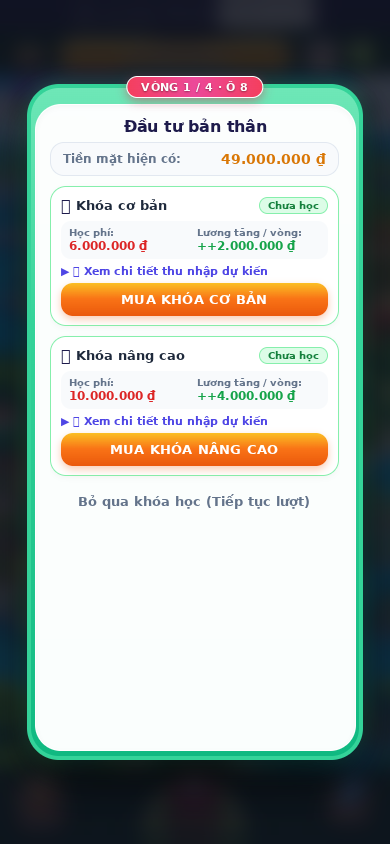 VÒNG 1 / 4 · Ô 8
Đầu tư bản thân
Tiền mặt hiện có: 49.000.000 ₫
Khóa cơ bản Chưa học
Học phí: Lương tăng / vòng:
6.000.000 ₫ ++2.000.000 ₫
▶ Xem chi tiết thu nhập dự kiến
MUA KHÓA CƠ BẢN
Khóa nâng cao Chưa học
Học phí: Lương tăng / vòng:
10.000.000 ₫ ++4.000.000 ₫
▶ Xem chi tiết thu nhập dự kiến
MUA KHÓA NÂNG CAO
Bỏ qua khóa học (Tiếp tục lượt)